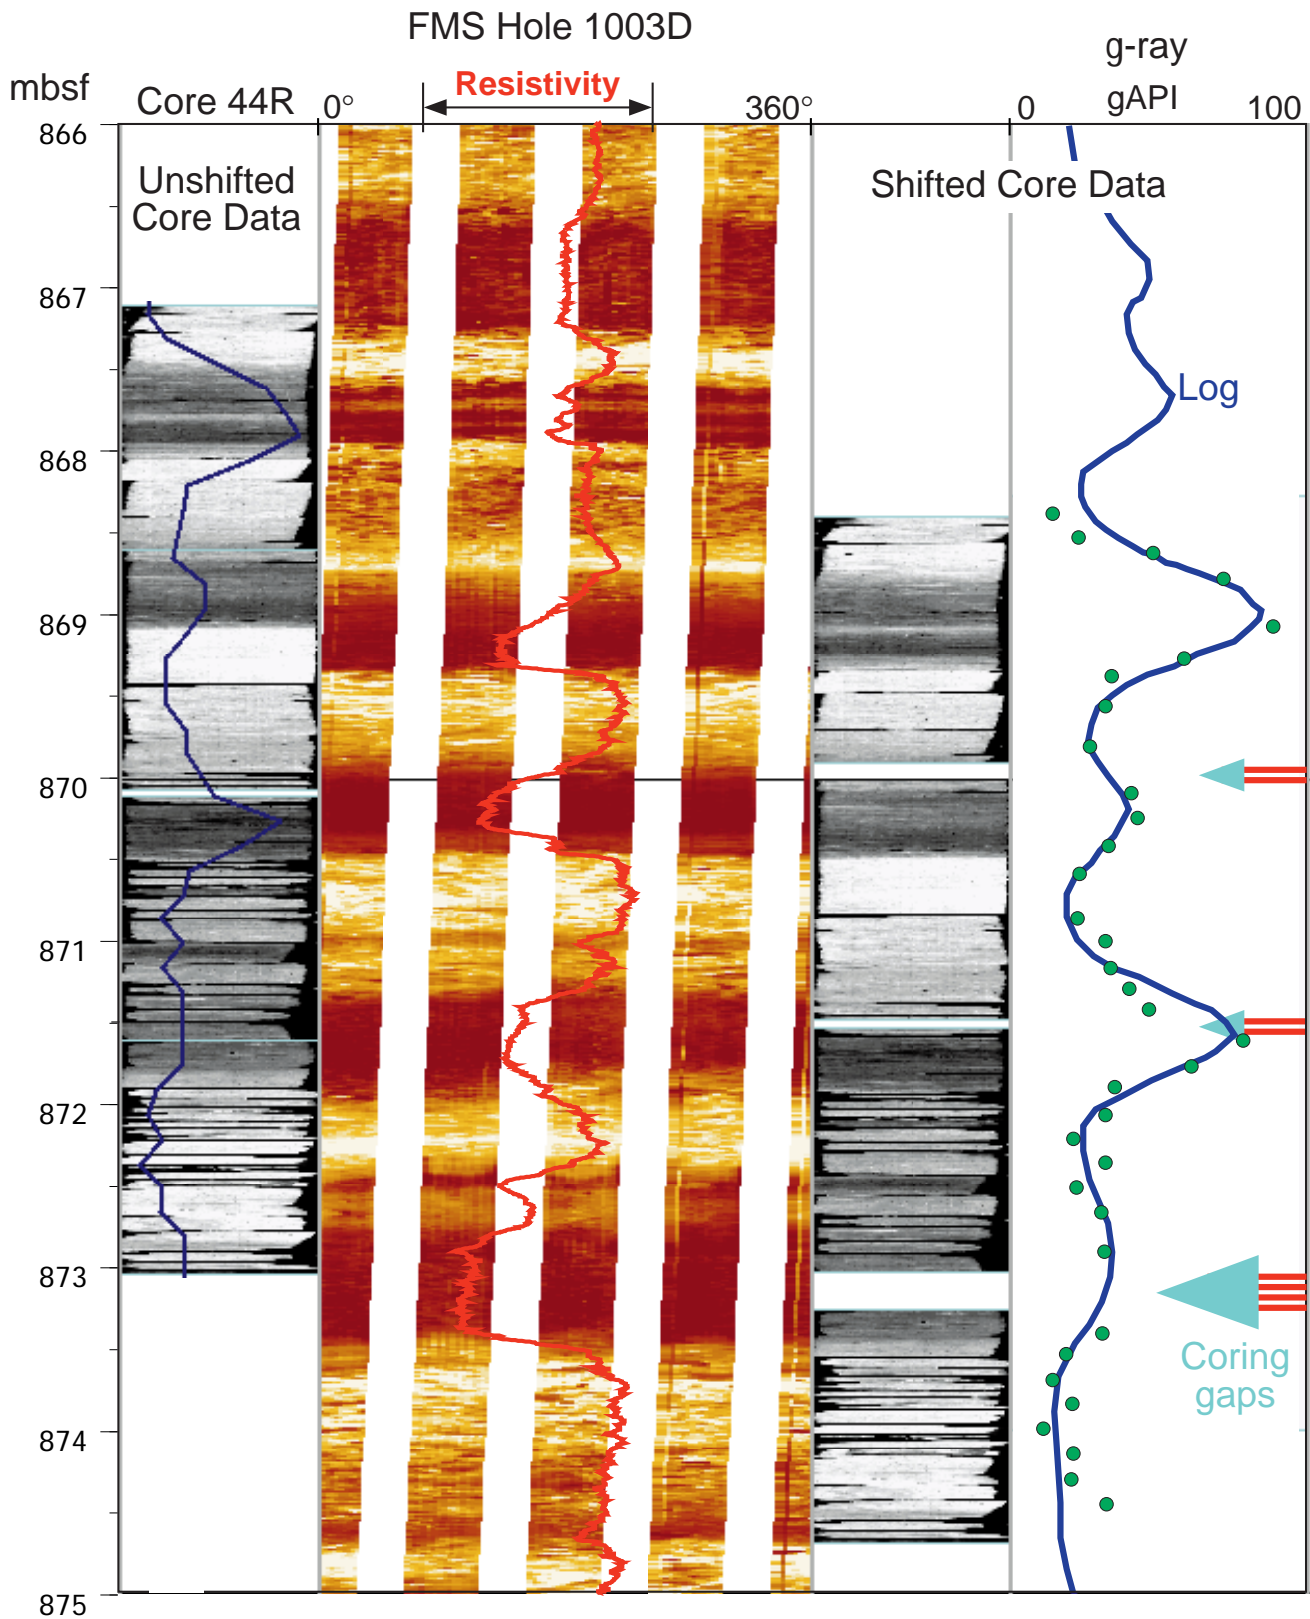 FMS Hole 1003D
g-ray
mbsf
Core 44R
0°
Resistivity
360°
0
gAPI
100
866
Unshifted
Core Data
Shifted Core Data
867
Log
868
869
870
871
872
873
Coring
gaps
874
875